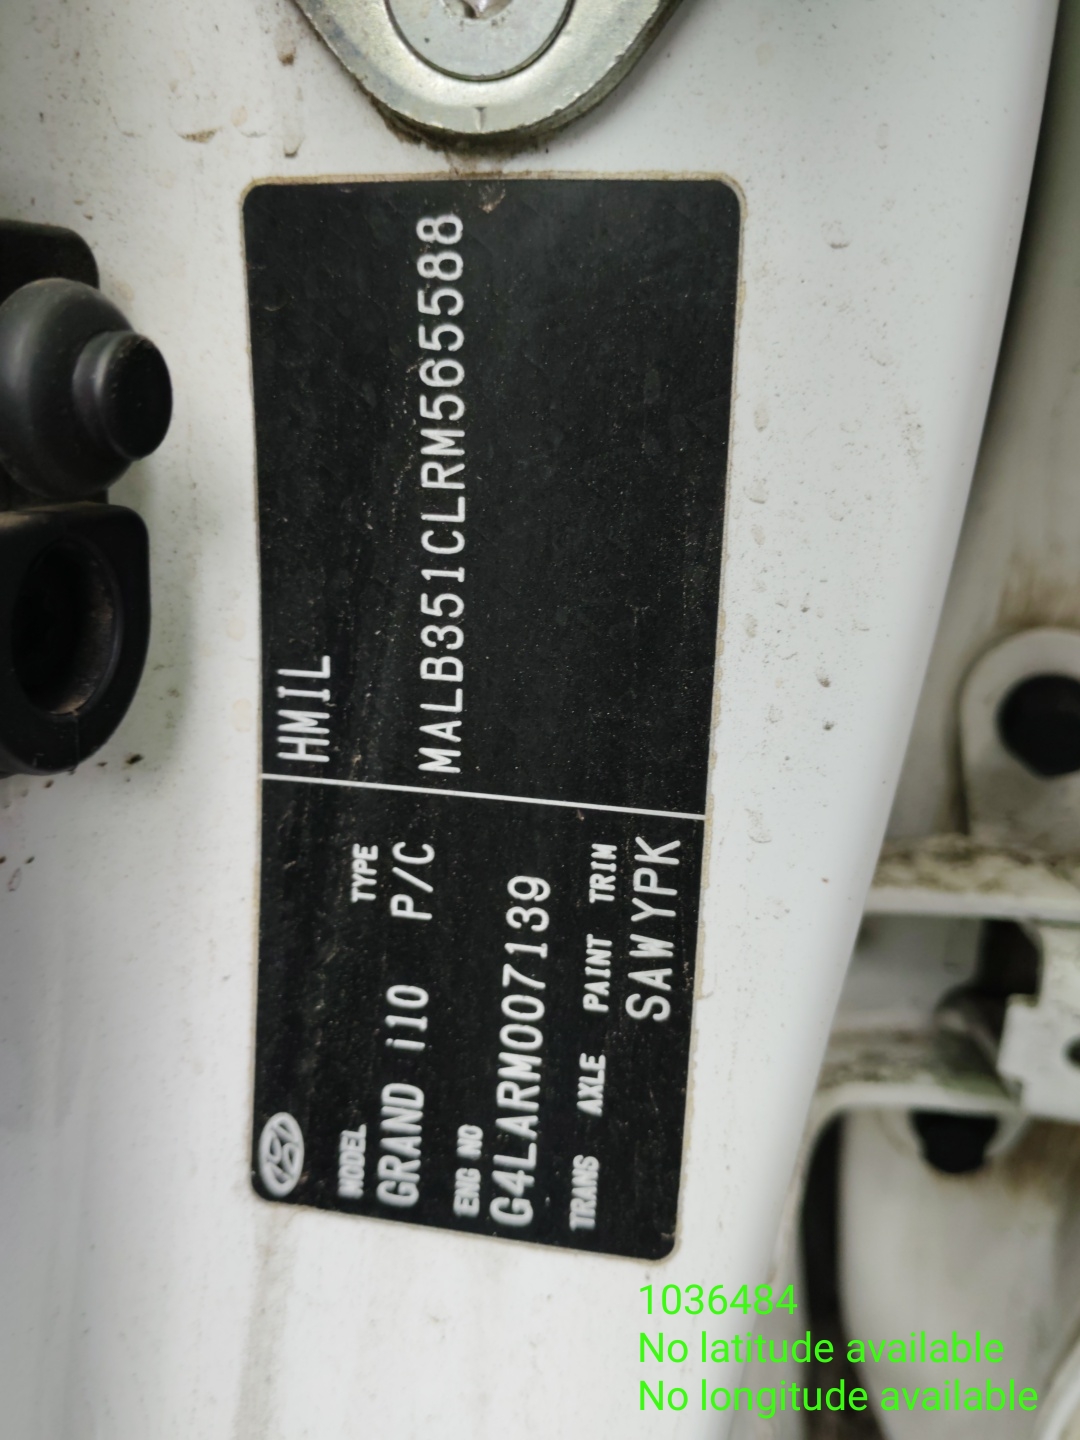 HMIL
MALB351CLRM565588
MODEL TYPE
GRAND i10 P/C
ENG NO
G4LARM007139
TRANS AXLE PAINT TRIM
SAW YPK
1036484
No latitude available
No longitude available